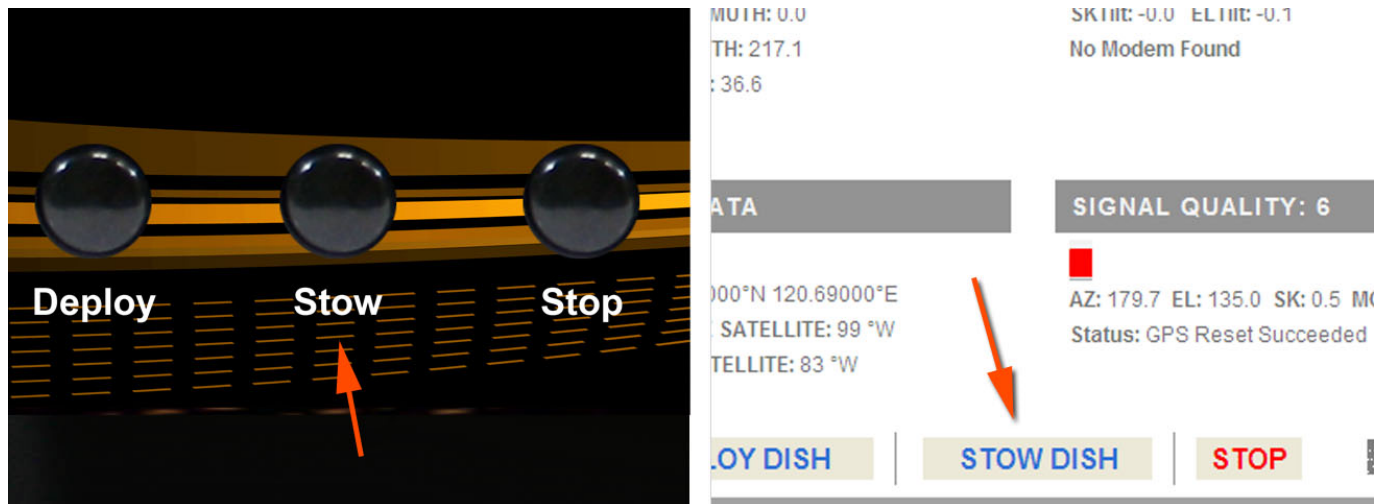 Deploy Stow Stop
MUTH: 0.0
TH: 217.1
: 36.6
SKTilt: -0.0 ELTilt: -0.1
No Modem Found
ATA
000°N 120.69000°E
SATELLITE: 99 °W
TELLITE: 83 °W
SIGNAL QUALITY: 6
AZ: 179.7 EL: 135.0 SK: 0.5 MO
Status: GPS Reset Succeeded
LOY DISH STOW DISH STOP